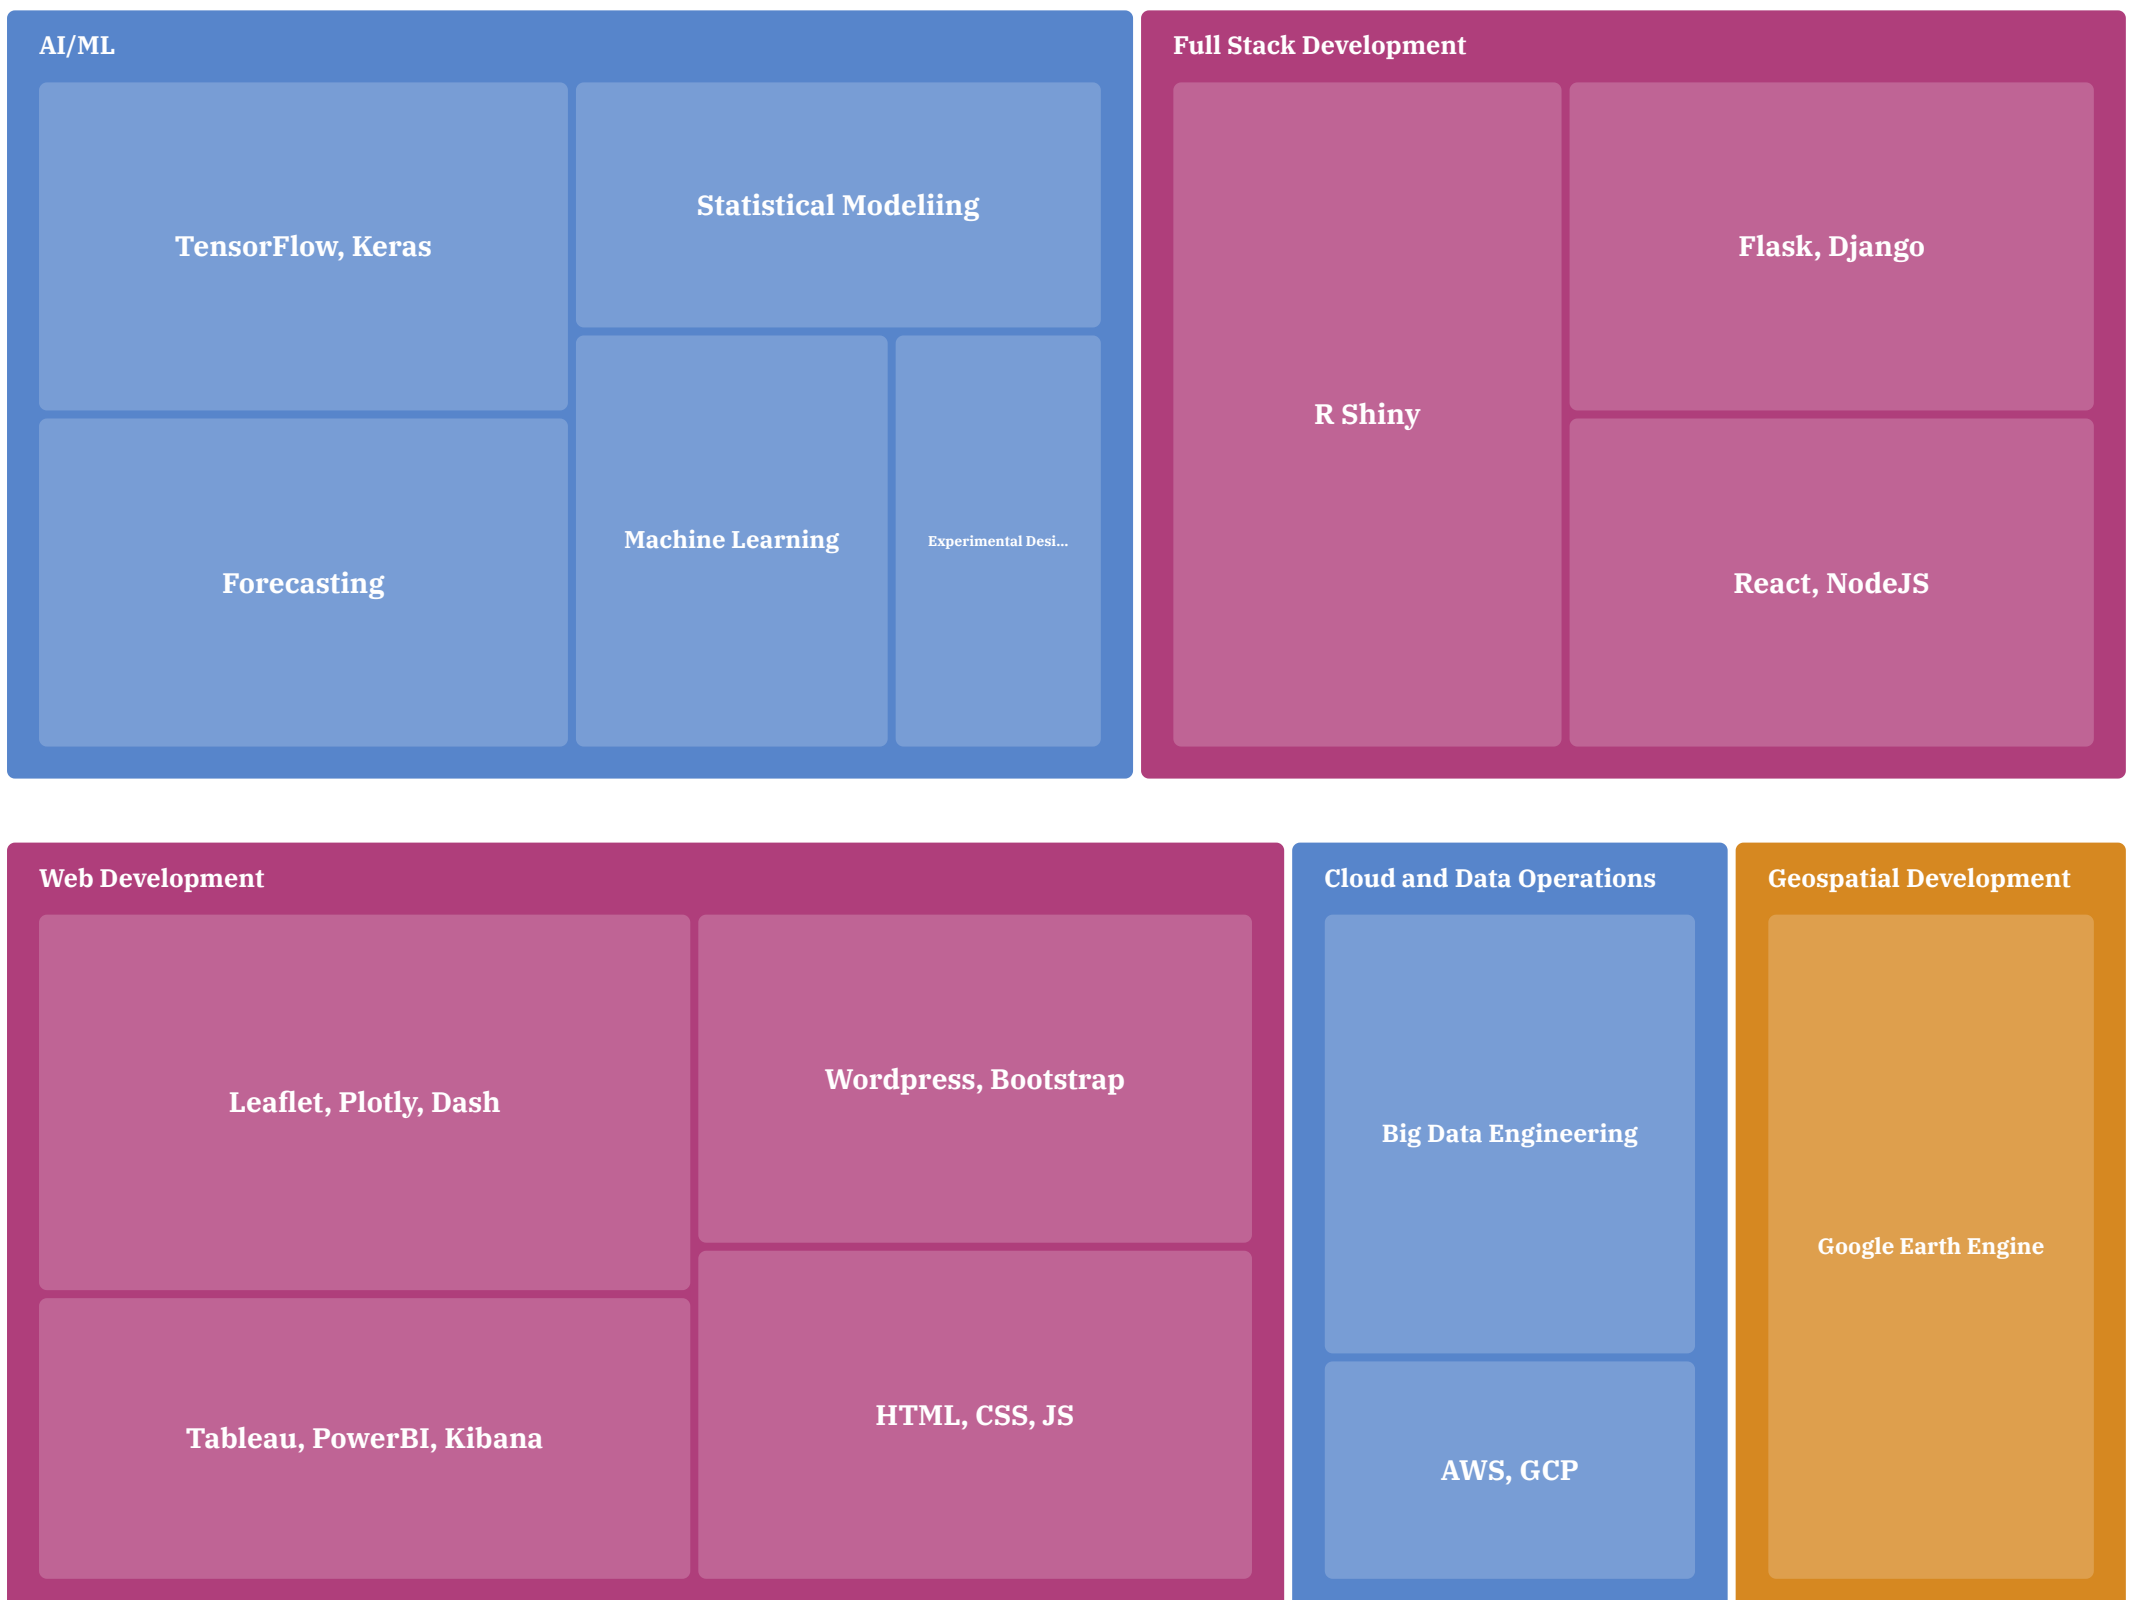 AI/ML
TensorFlow, Keras
Statistical Modeliing
Forecasting
Machine Learning
Experimental Desi...
Full Stack Development
R Shiny
Flask, Django
React, NodeJS
Web Development
Leaflet, Plotly, Dash
Wordpress, Bootstrap
Tableau, PowerBI, Kibana
HTML, CSS, JS
Cloud and Data Operations
Big Data Engineering
AWS, GCP
Geospatial Development
Google Earth Engine